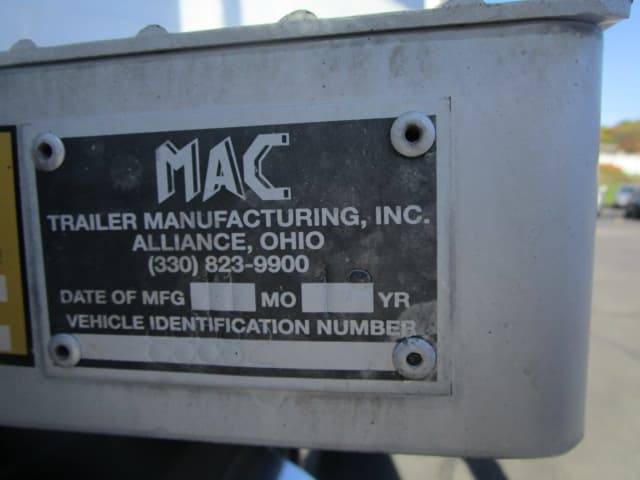 MAC
TRAILER MANUFACTURING, INC.
ALLIANCE, OHIO
(330) 823-9900
DATE OF MFG MO YR
VEHICLE IDENTIFICATION NUMBER